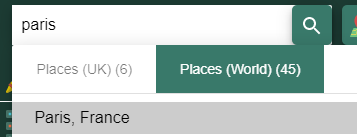 paris
Places (UK) (6) Places (World) (45)
Paris, France